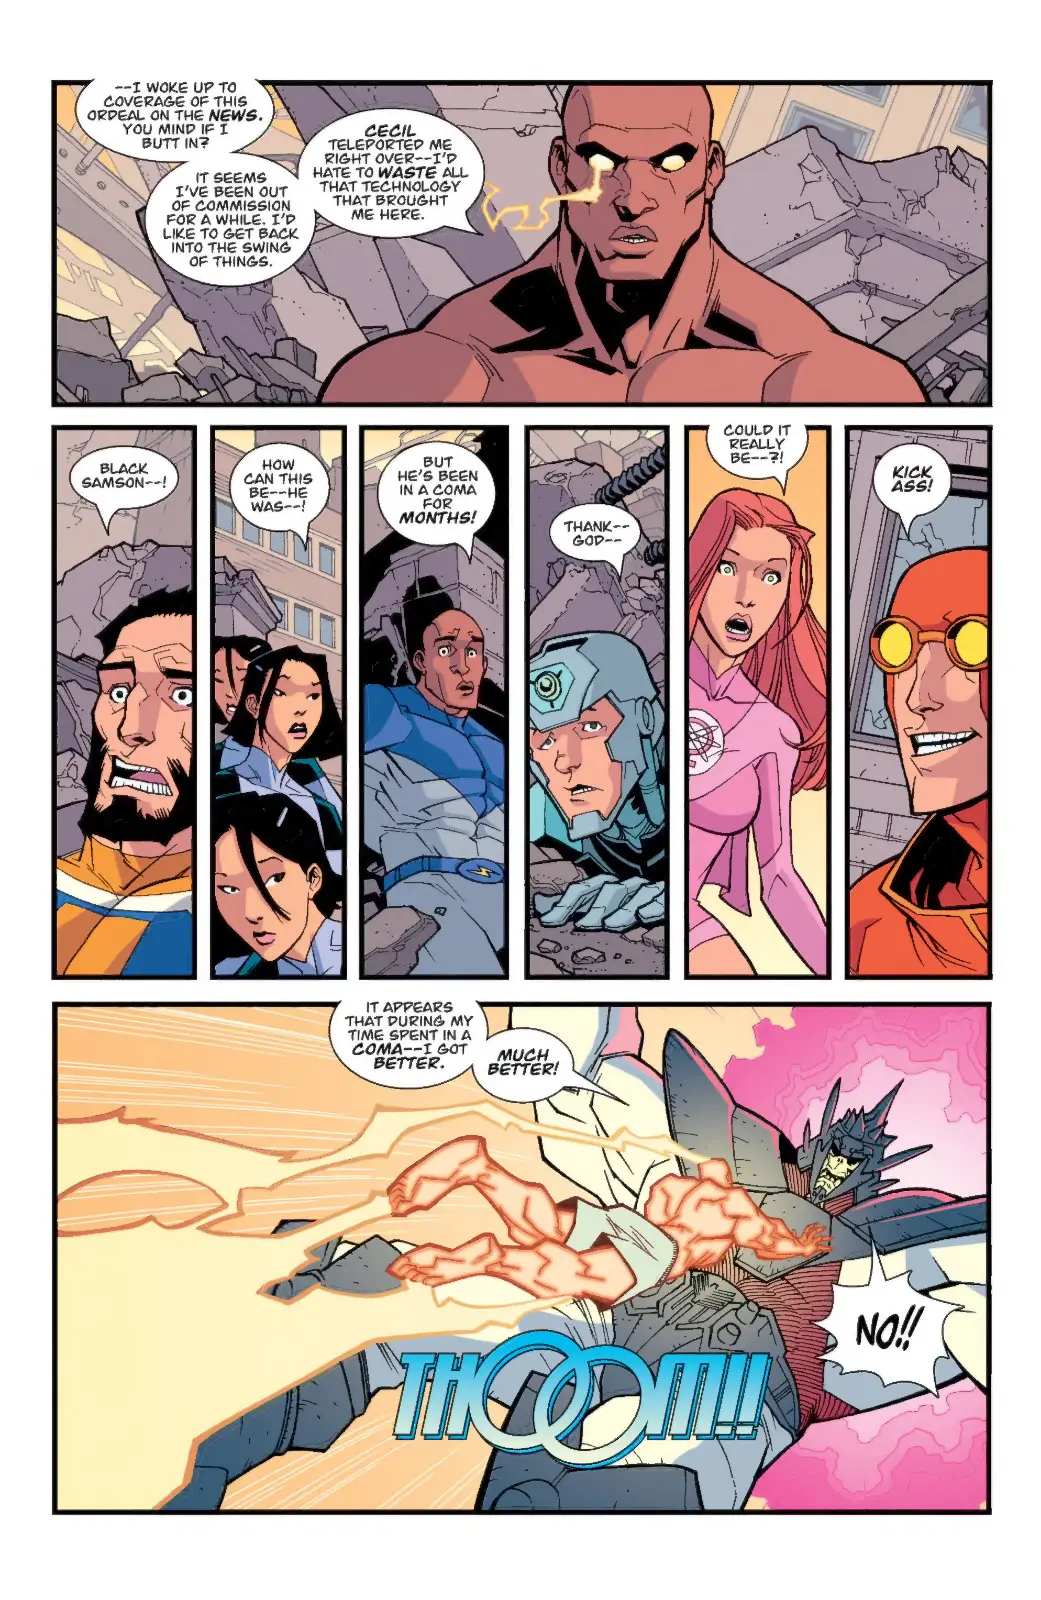 --I WOKE UP TO
COVERAGE OF THIS
ORDEAL ON THE NEWS.
YOU MIND IF I
BUTT IN?
IT SEEMS
I'VE BEEN OUT
OF COMMISSION
FOR A WHILE. I'D
LIKE TO GET BACK
INTO THE SWING
OF THINGS.
CECIL
TELEPORTED ME
RIGHT OVER--I'D
HATE TO WASTE ALL
THAT TECHNOLOGY
THAT BROUGHT
ME HERE.
BLACK
SAMSON--!
HOW
CAN THIS
BE--HE
WAS--!
BUT
HE'S BEEN
IN A COMA
FOR
MONTHS!
THANK--
GOD--
COULD IT
REALLY
BE--?!
KICK
ASS!
IT APPEARS
THAT DURING MY
TIME SPENT IN A
COMA--I GOT
BETTER.
MUCH
BETTER!
NO!!
THOOOM!!